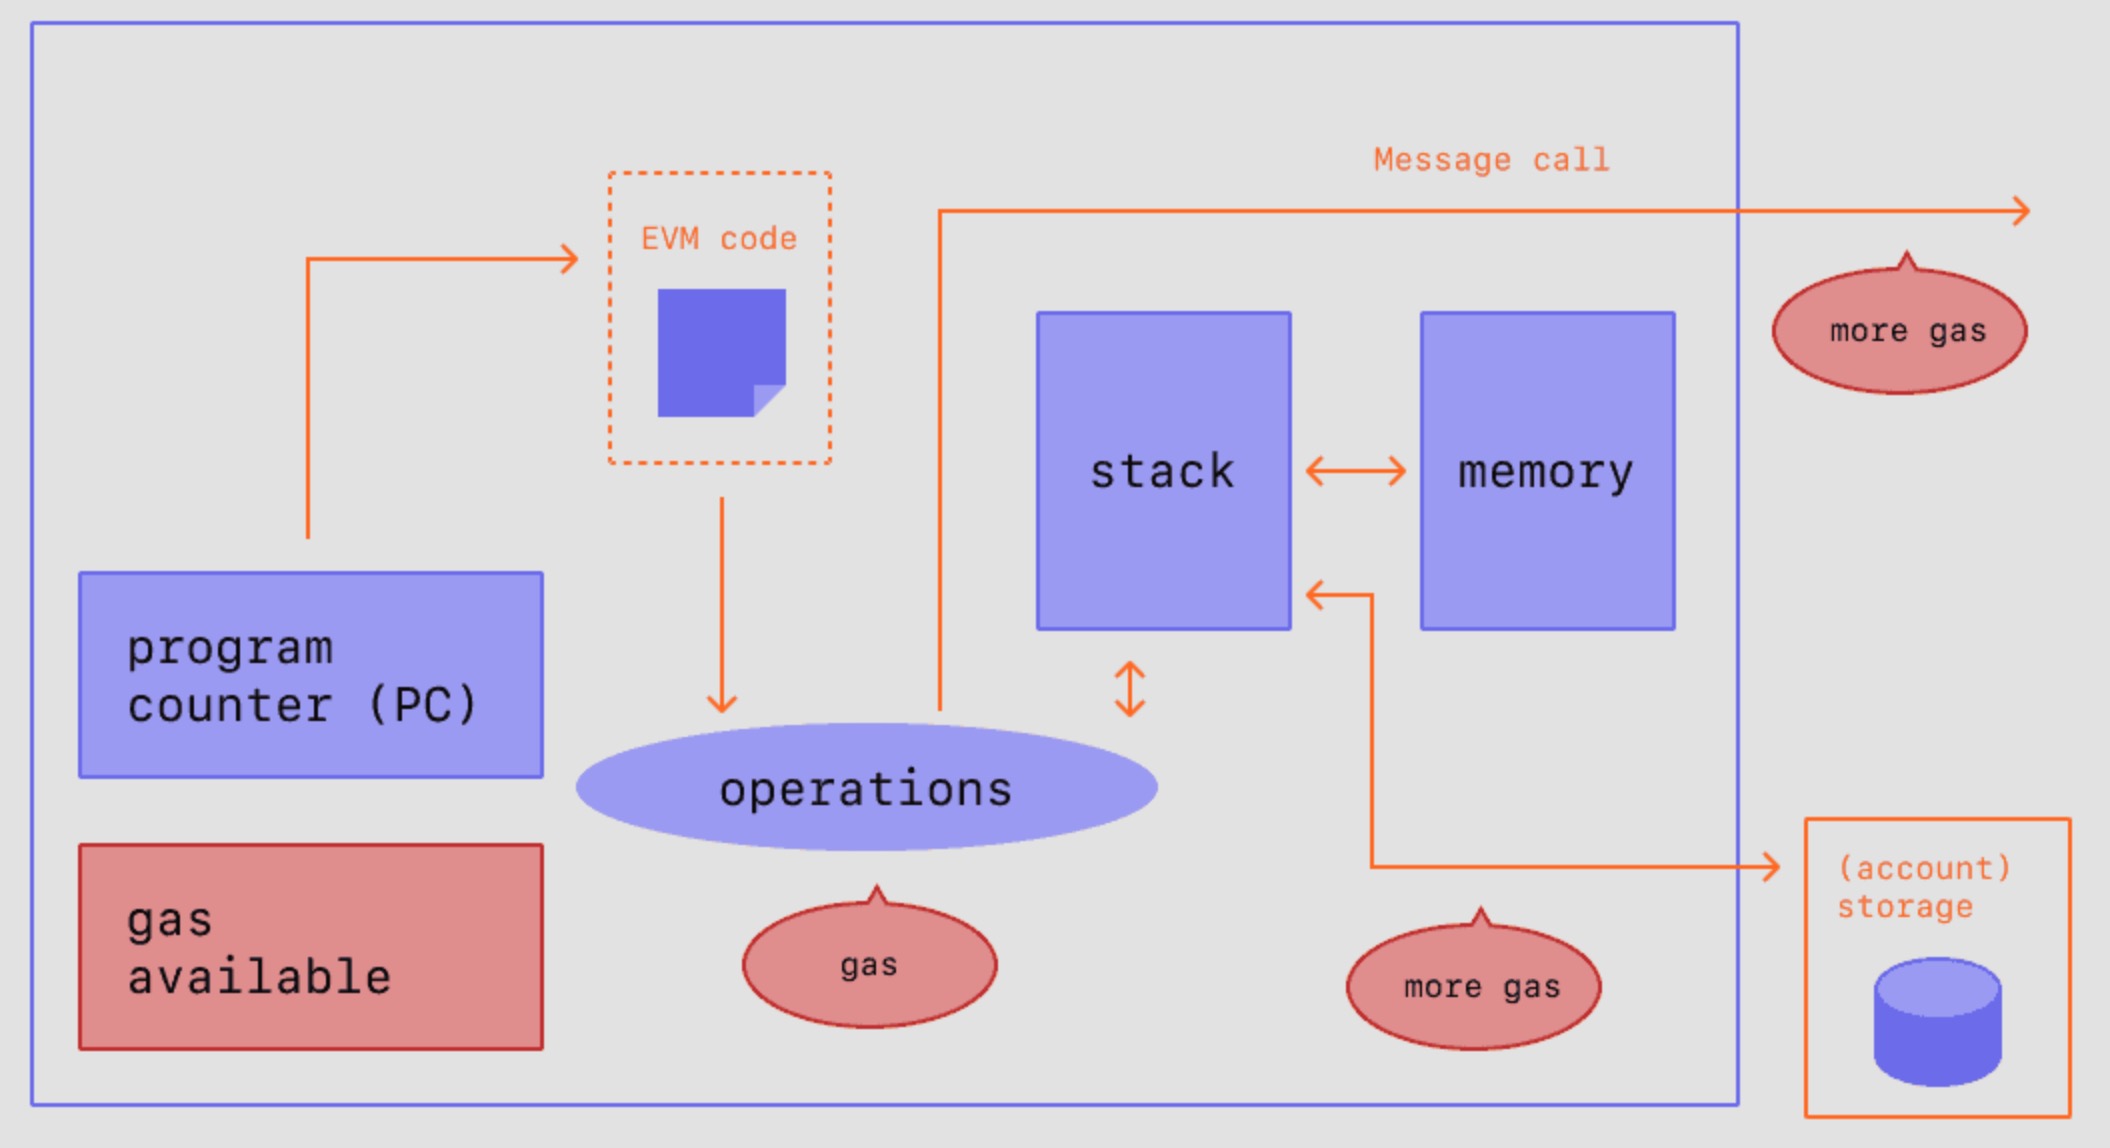 Message call
EVM code
more gas
stack
memory
program
counter (PC)
operations
(account)
storage
gas
available
gas
more gas